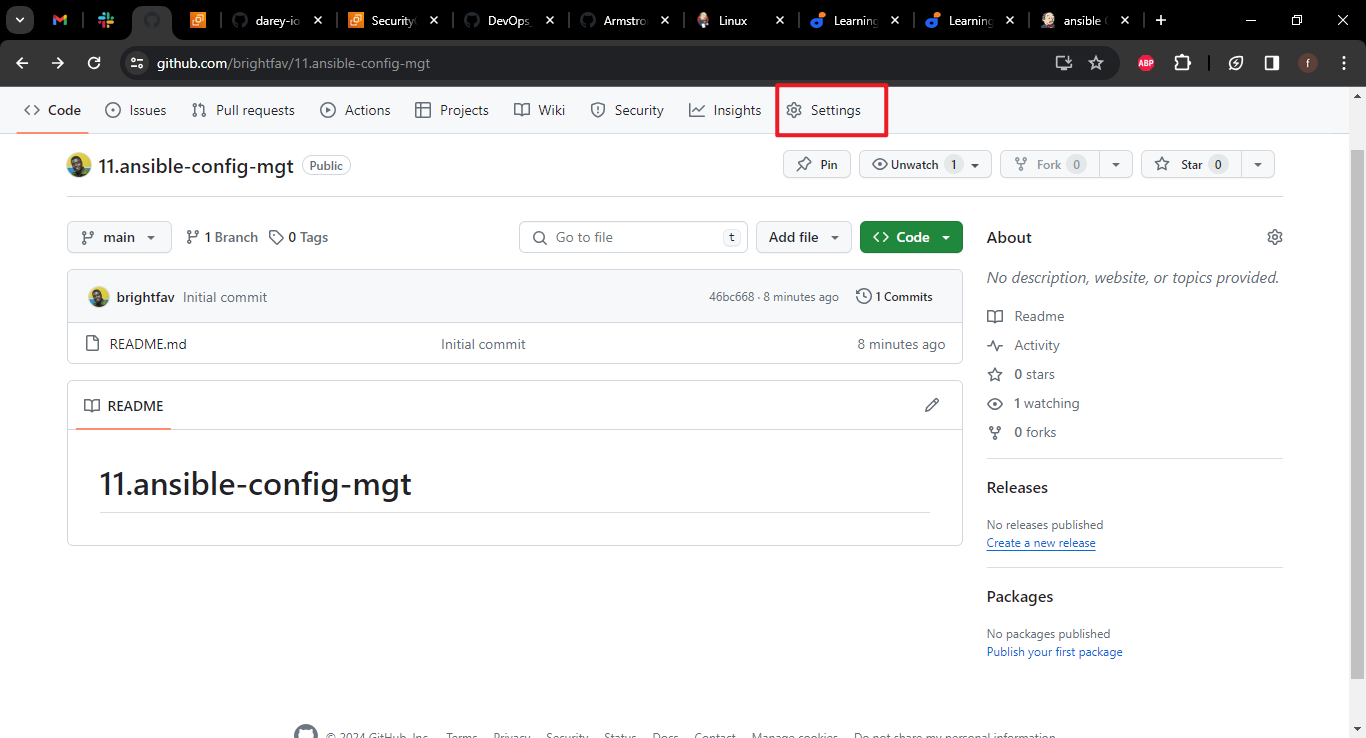 darey-io
Security
DevOps_
Armstro
Linux
Learning
Learning
ansible
github.com/brightfav/11.ansible-config-mgt
ABP
f
Code Issues Pull requests Actions Projects Wiki Security Insights Settings
11.ansible-config-mgt Public
Pin Unwatch 1 Fork 0 Star 0
main 1 Branch 0 Tags Go to file t Add file Code
brightfav Initial commit 46bc668 · 8 minutes ago 1 Commits
README.md Initial commit 8 minutes ago
README
11.ansible-config-mgt
About
No description, website, or topics provided.
Readme
Activity
0 stars
1 watching
0 forks
Releases
No releases published
Create a new release
Packages
No packages published
Publish your first package
© 2024 GitHub, Inc. Terms Privacy Security Status Docs Contact Manage cookies Do not share my personal information